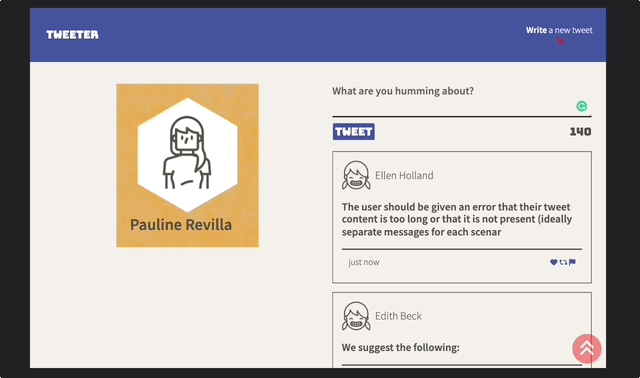 TWEETER
Write a new tweet
Pauline Revilla
What are you humming about?
TWEET
140
Ellen Holland
The user should be given an error that their tweet
content is too long or that it is not present (ideally
separate messages for each scenar
just now
Edith Beck
We suggest the following: